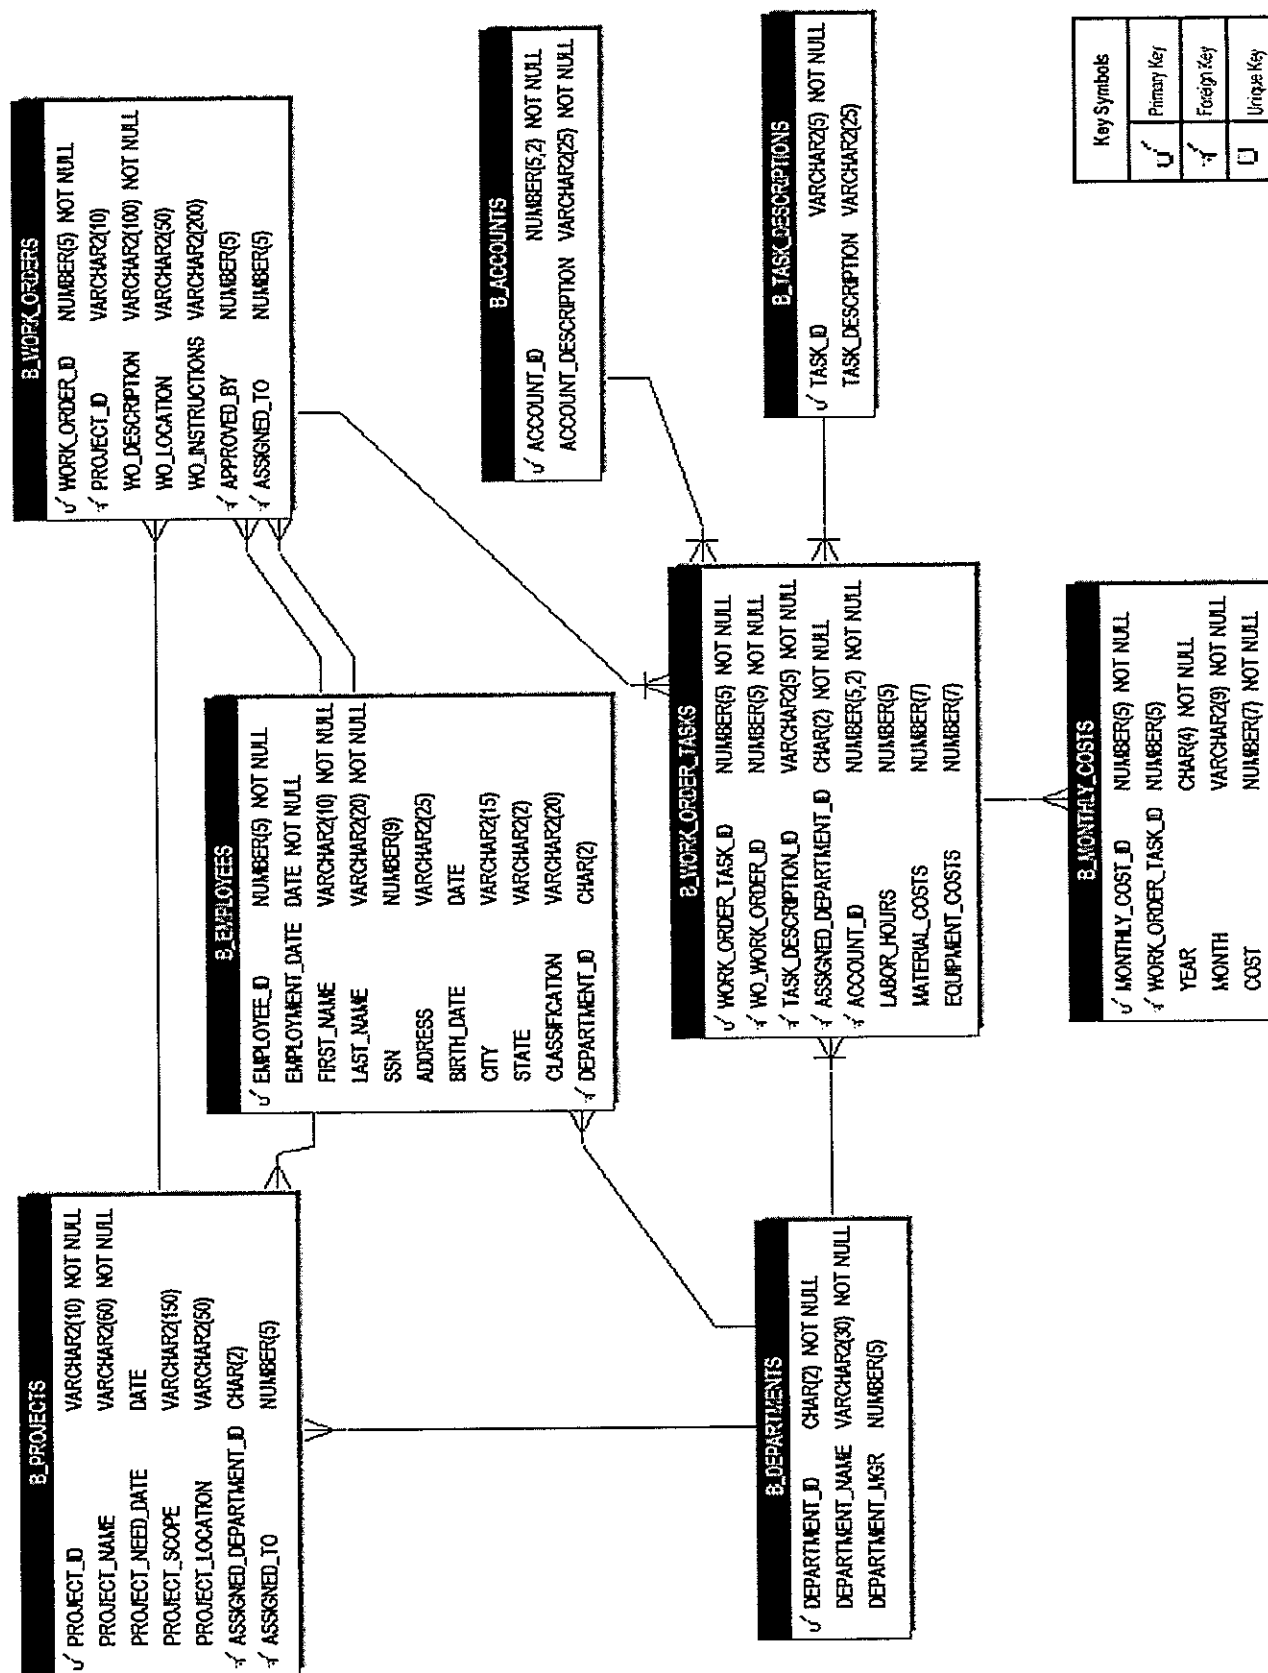 B_PROJECTS
PROJECT_ID VARCHAR2(10) NOT NULL
PROJECT_NAME VARCHAR2(60) NOT NULL
PROJECT_NEED_DATE DATE
PROJECT_SCOPE VARCHAR2(150)
PROJECT_LOCATION VARCHAR2(50)
ASSIGNED_DEPARTMENT_ID CHAR(2)
ASSIGNED_TO NUMBER(5)
B_WORK_ORDERS
WORK_ORDER_ID NUMBER(5) NOT NULL
PROJECT_ID VARCHAR2(10)
WO_DESCRIPTION VARCHAR2(100) NOT NULL
WO_LOCATION VARCHAR2(50)
WO_INSTRUCTIONS VARCHAR2(200)
APPROVED_BY NUMBER(5)
ASSIGNED_TO NUMBER(5)
B_EMPLOYEES
EMPLOYEE_ID NUMBER(5) NOT NULL
EMPLOYMENT_DATE DATE NOT NULL
FIRST_NAME VARCHAR2(10) NOT NULL
LAST_NAME VARCHAR2(20) NOT NULL
SSN NUMBER(9)
ADDRESS VARCHAR2(25)
BIRTH_DATE DATE
CITY VARCHAR2(15)
STATE VARCHAR2(2)
CLASSIFICATION VARCHAR2(20)
DEPARTMENT_ID CHAR(2)
B_ACCOUNTS
ACCOUNT_ID NUMBER(5,2) NOT NULL
ACCOUNT_DESCRIPTION VARCHAR2(25) NOT NULL
B_DEPARTMENTS
DEPARTMENT_ID CHAR(2) NOT NULL
DEPARTMENT_NAME VARCHAR2(30) NOT NULL
DEPARTMENT_MGR NUMBER(5)
B_WORK_ORDER_TASKS
WORK_ORDER_TASK_ID NUMBER(5) NOT NULL
WO_WORK_ORDER_ID NUMBER(5) NOT NULL
TASK_DESCRIPTION_ID VARCHAR2(5) NOT NULL
ASSIGNED_DEPARTMENT_ID CHAR(2) NOT NULL
ACCOUNT_ID NUMBER(5,2) NOT NULL
LABOR_HOURS NUMBER(5)
MATERIAL_COSTS NUMBER(7)
EQUIPMENT_COSTS NUMBER(7)
B_TASK_DESCRIPTIONS
TASK_ID VARCHAR2(5) NOT NULL
TASK_DESCRIPTION VARCHAR2(25)
B_MONTHLY_COSTS
MONTHLY_COST_ID NUMBER(5) NOT NULL
WORK_ORDER_TASK_ID NUMBER(5)
YEAR CHAR(4) NOT NULL
MONTH VARCHAR2(9) NOT NULL
COST NUMBER(7) NOT NULL
Key Symbols
Primary Key
Foreign Key
Unique Key